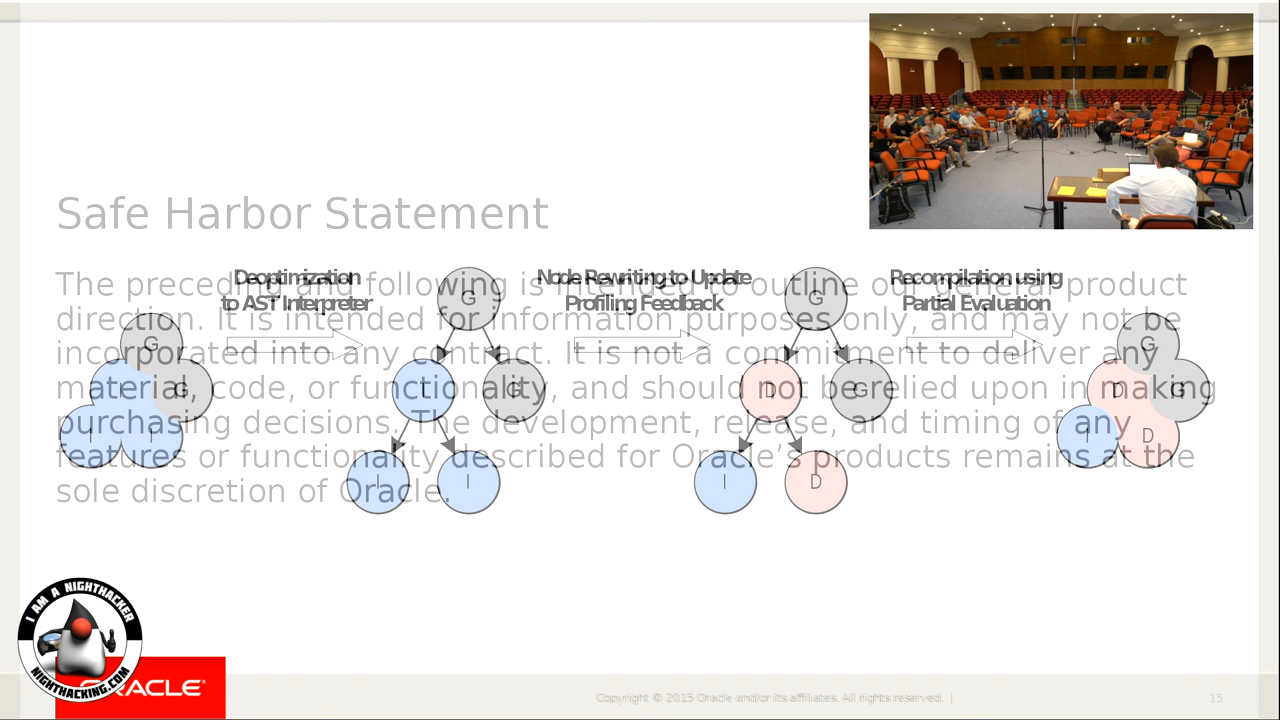 Safe Harbor Statement
The preceding and following is intended to outline our general product
direction. It is intended for information purposes only, and may not be
incorporated into any contract. It is not a commitment to deliver any
material, code, or functionality, and should not be relied upon in making
purchasing decisions. The development, release, and timing of any
features or functionality described for Oracle’s products remains at the
sole discretion of Oracle.
Deoptimization
to AST Interpreter
Node Rewriting to Update
Profiling Feedback
Recompilation using
Partial Evaluation
G
I G
I I
G
I G
I I
G
D G
I D
G
D G
I D
I AM A NIGHTHACKER
NIGHTHACKING.COM
ORACLE
Copyright © 2015 Oracle and/or its affiliates. All rights reserved. |
15